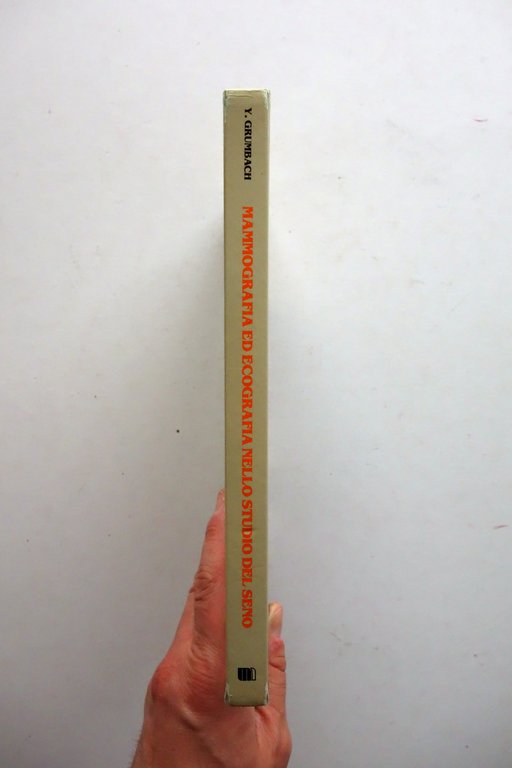 Y. GRUMBACH
MAMMOGRAFIA ED ECOGRAFIA NELLO STUDIO DEL SENO